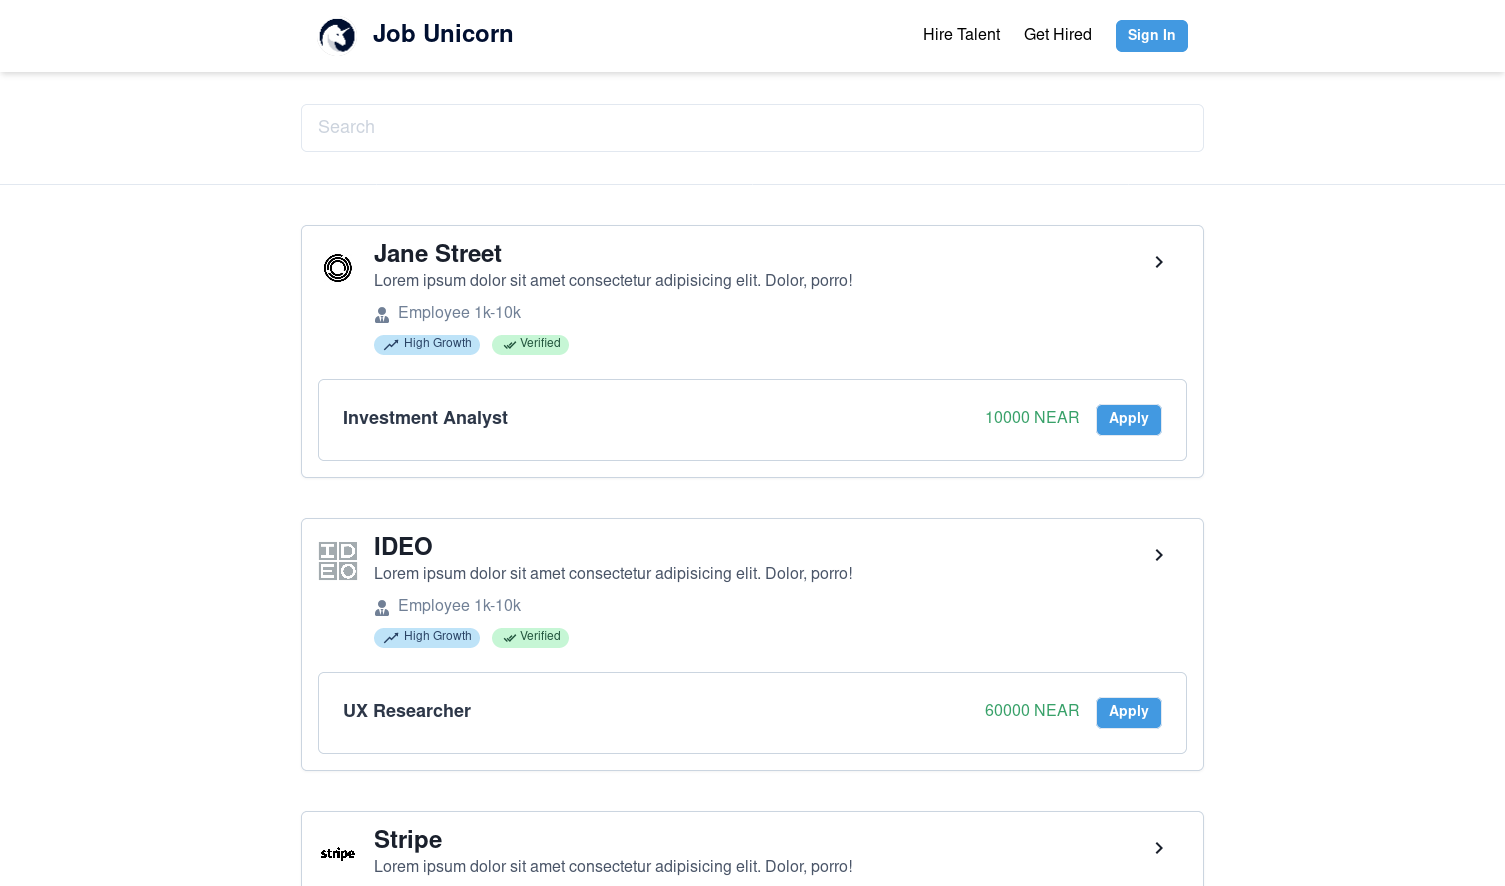 Job Unicorn
Hire Talent
Get Hired
Sign In
Search
Jane Street
Lorem ipsum dolor sit amet consectetur adipisicing elit. Dolor, porro!
Employee 1k-10k
High Growth
Verified
Investment Analyst
10000 NEAR
Apply
IDEO
IDEO
Lorem ipsum dolor sit amet consectetur adipisicing elit. Dolor, porro!
Employee 1k-10k
High Growth
Verified
UX Researcher
60000 NEAR
Apply
stripe
Stripe
Lorem ipsum dolor sit amet consectetur adipisicing elit. Dolor, porro!